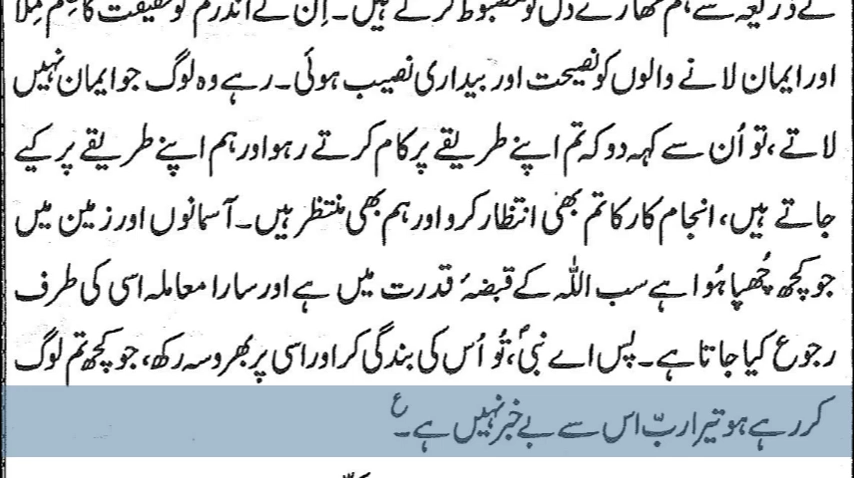 کے ذریعہ سے ہم تمھارے دل کو مضبوط کرتے ہیں۔ اِن کے اندر تم کو حقیقت کا علم مِلا
اور ایمان لانے والوں کو نصیحت اور بیداری نصیب ہوئی۔ رہے وہ لوگ جو ایمان نہیں
لاتے، تو اُن سے کہہ دو کہ تم اپنے طریقے پر کام کرتے رہو اور ہم اپنے طریقے پر کیے
جاتے ہیں، انجام کار کا تم بھی انتظار کرو اور ہم بھی منتظر ہیں۔ آسمانوں اور زمین میں
جو کچھ چُھپا ہُوا ہے سب اللہ کے قبضۂ قدرت میں ہے اور سارا معاملہ اسی کی طرف
رجوع کیا جاتا ہے۔ پس اے نبیؐ، تُو اُس کی بندگی کر اور اسی پر بھروسہ رکھ، جو کچھ تم لوگ
کر رہے ہو تیرا ربّ اس سے بے خبر نہیں ہے۔ ع